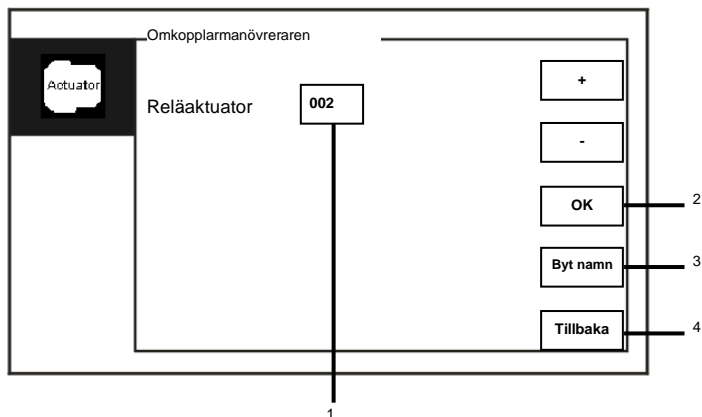 Omkopplarmanövreraren
Actuator
Reläaktuator
002
+
-
OK
2
Byt namn
3
Tillbaka
4
1